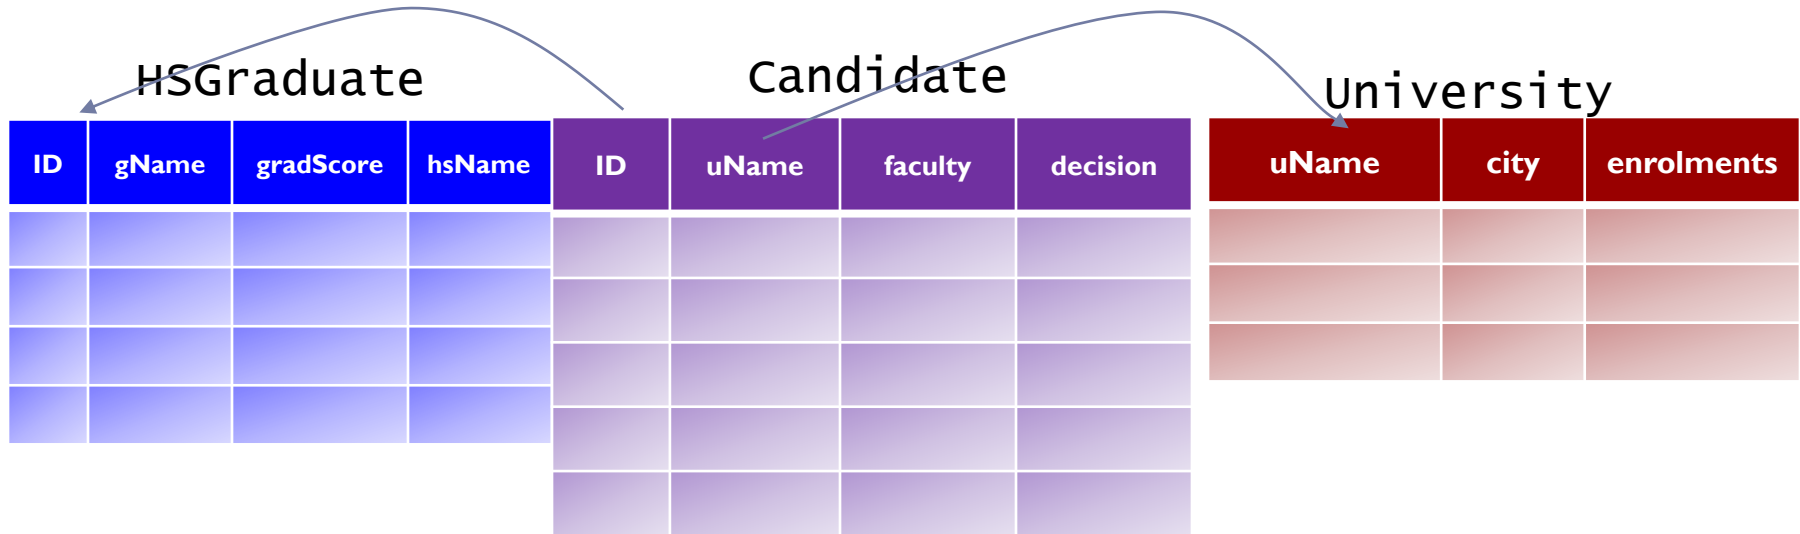 HSGraduate
ID gName gradScore hsName
Candidate
ID uName faculty decision
University
uName city enrolments